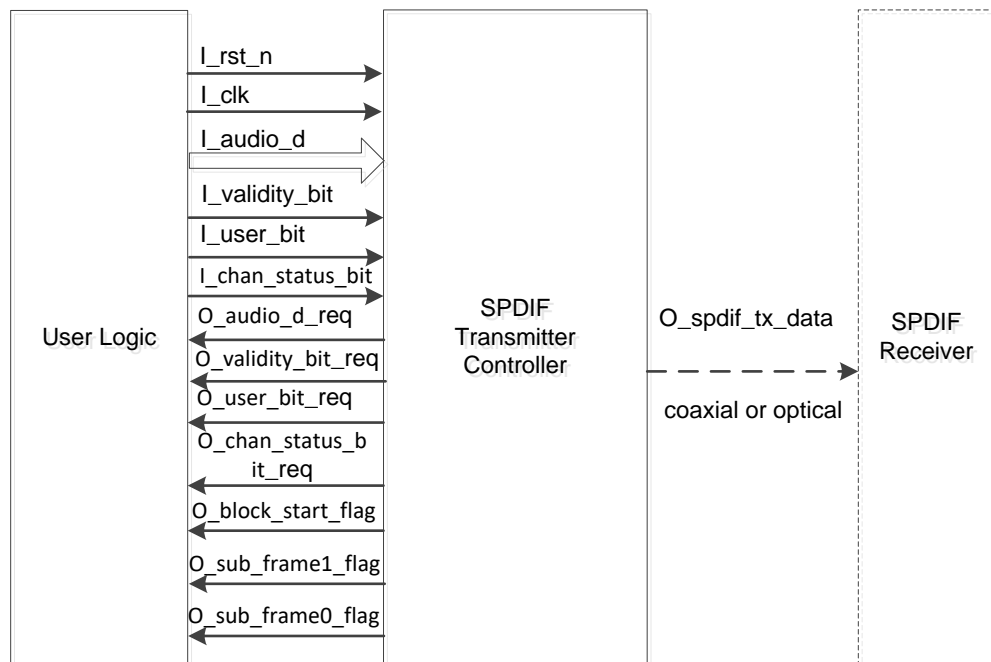 I_rst_n
I_clk
I_audio_d
I_validity_bit
I_user_bit
I_chan_status_bit
O_audio_d_req
O_validity_bit_req
O_user_bit_req
O_chan_status_b
it_req
O_block_start_flag
O_sub_frame1_flag
O_sub_frame0_flag
User Logic
SPDIF
Transmitter
Controller
O_spdif_tx_data
coaxial or optical
SPDIF
Receiver